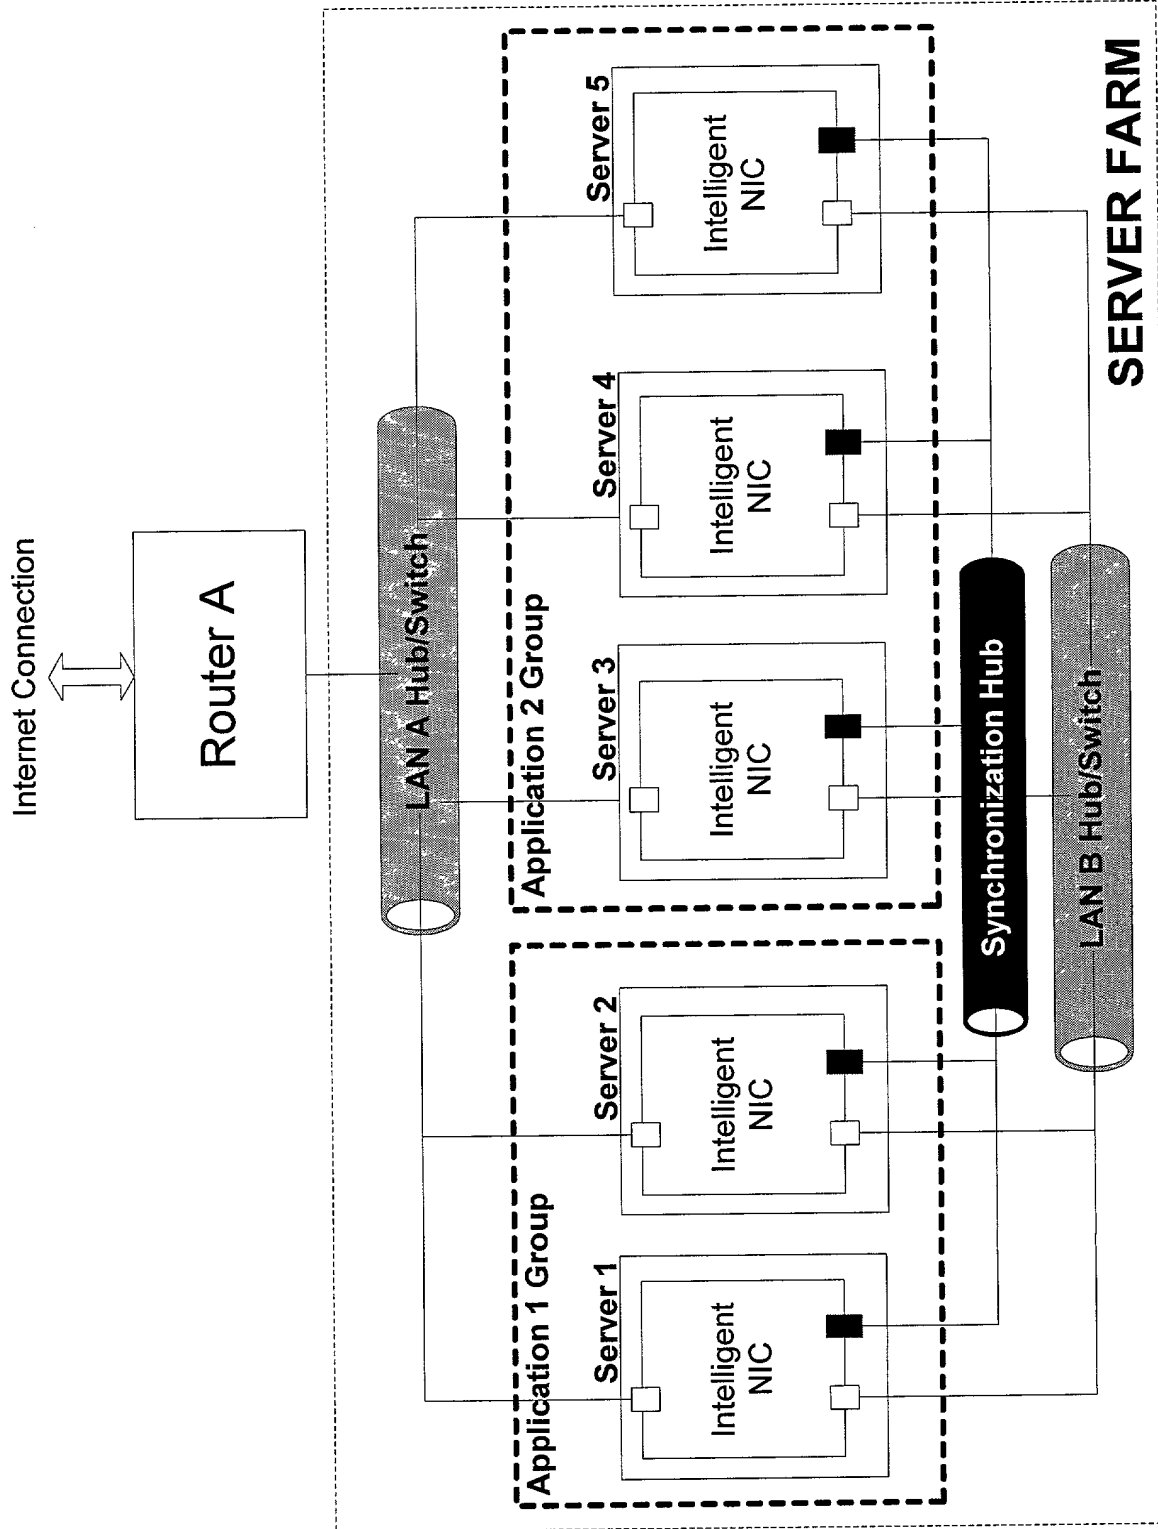 Internet Connection
Router A
LAN A Hub/Switch
Application 1 Group
Server 1
Intelligent
NIC
Server 2
Intelligent
NIC
Application 2 Group
Server 3
Intelligent
NIC
Server 4
Intelligent
NIC
Server 5
Intelligent
NIC
Synchronization Hub
LAN B Hub/Switch
SERVER FARM